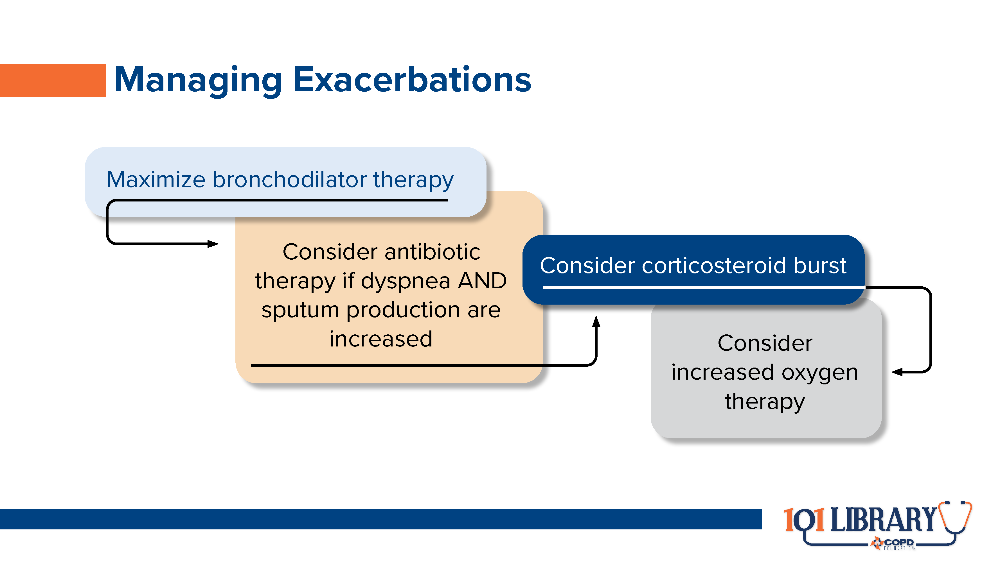 Managing Exacerbations
Maximize bronchodilator therapy
Consider antibiotic
therapy if dyspnea AND
sputum production are
increased
Consider corticosteroid burst
Consider
increased oxygen
therapy
101 LIBRARY
COPD
FOUNDATION®